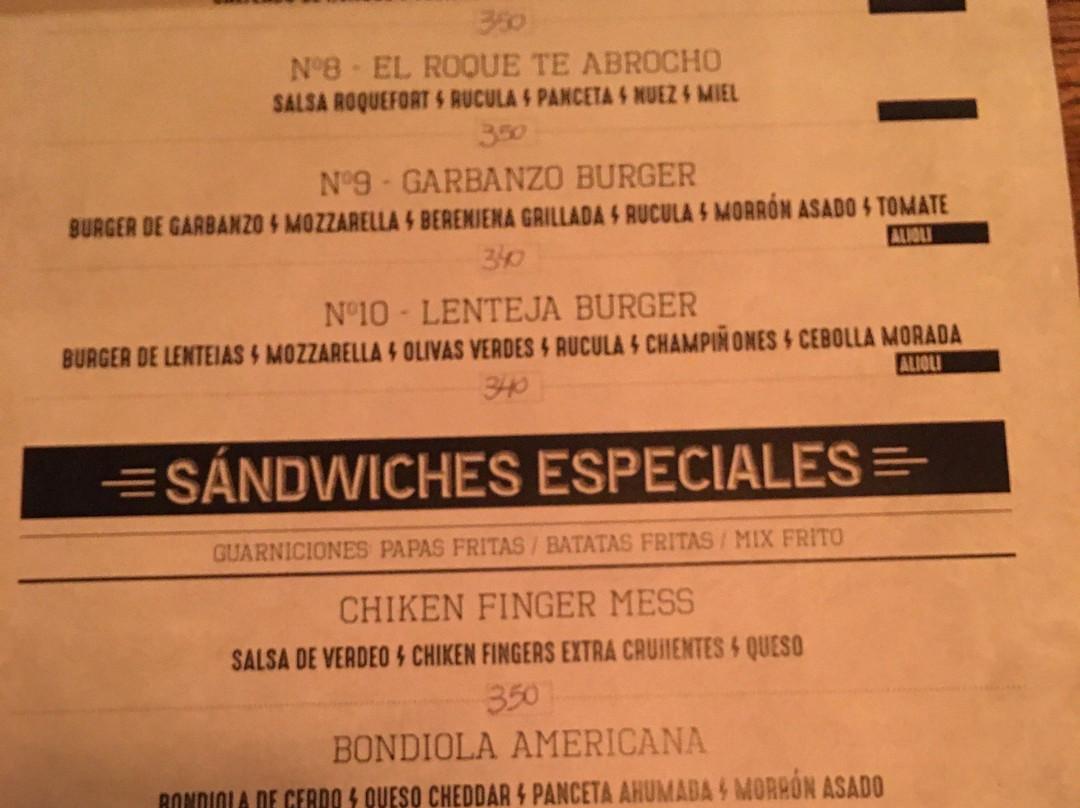 350
Nº8 - EL ROQUE TE ABROCHO
SALSA ROQUEFORT ϟ RUCULA ϟ PANCETA ϟ NUEZ ϟ MIEL
350
Nº9 - GARBANZO BURGER
BURGER DE GARBANZO ϟ MOZZARELLA ϟ BERENJENA GRILLADA ϟ RUCULA ϟ MORRÓN ASADO ϟ TOMATE
ALIOLI
340
Nº10 - LENTEJA BURGER
BURGER DE LENTEJAS ϟ MOZZARELLA ϟ OLIVAS VERDES ϟ RUCULA ϟ CHAMPIÑONES ϟ CEBOLLA MORADA
ALIOLI
340
SÁNDWICHES ESPECIALES
GUARNICIONES: PAPAS FRITAS / BATATAS FRITAS / MIX FRITO
CHIKEN FINGER MESS
SALSA DE VERDEO ϟ CHIKEN FINGERS EXTRA CRUJIENTES ϟ QUESO
350
BONDIOLA AMERICANA
BONDIOLA DE CERDO ϟ QUESO CHEDDAR ϟ PANCETA AHUMADA ϟ MORRÓN ASADO